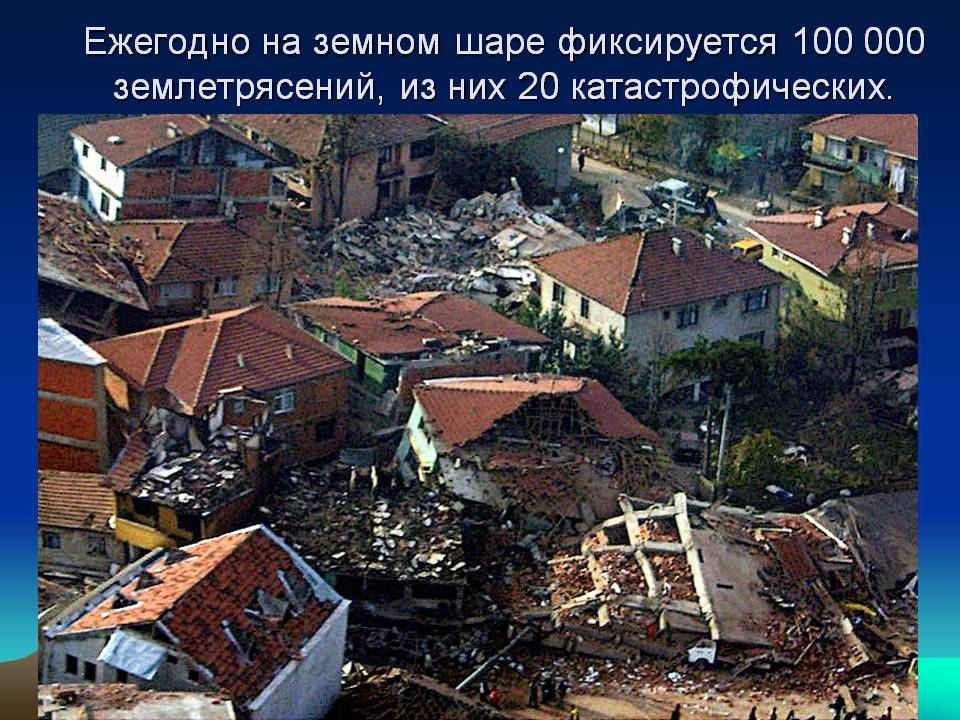 Ежегодно на земном шаре фиксируется 100 000
землетрясений, из них 20 катастрофических.